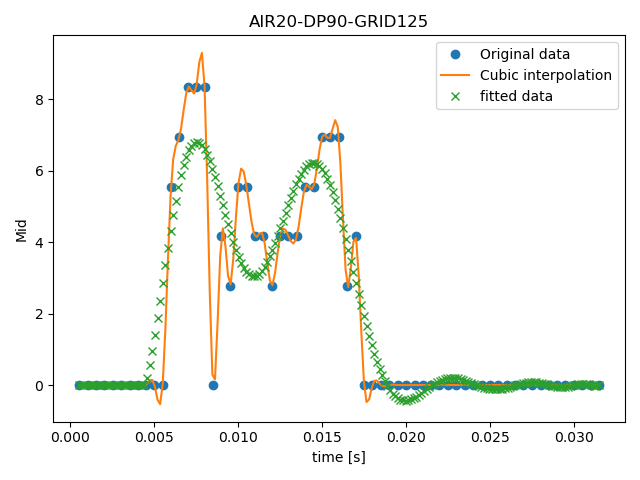 AIR20-DP90-GRID125
Original data
Cubic interpolation
fitted data
Mid
8
6
4
2
0
0.000 0.005 0.010 0.015 0.020 0.025 0.030
time [s]